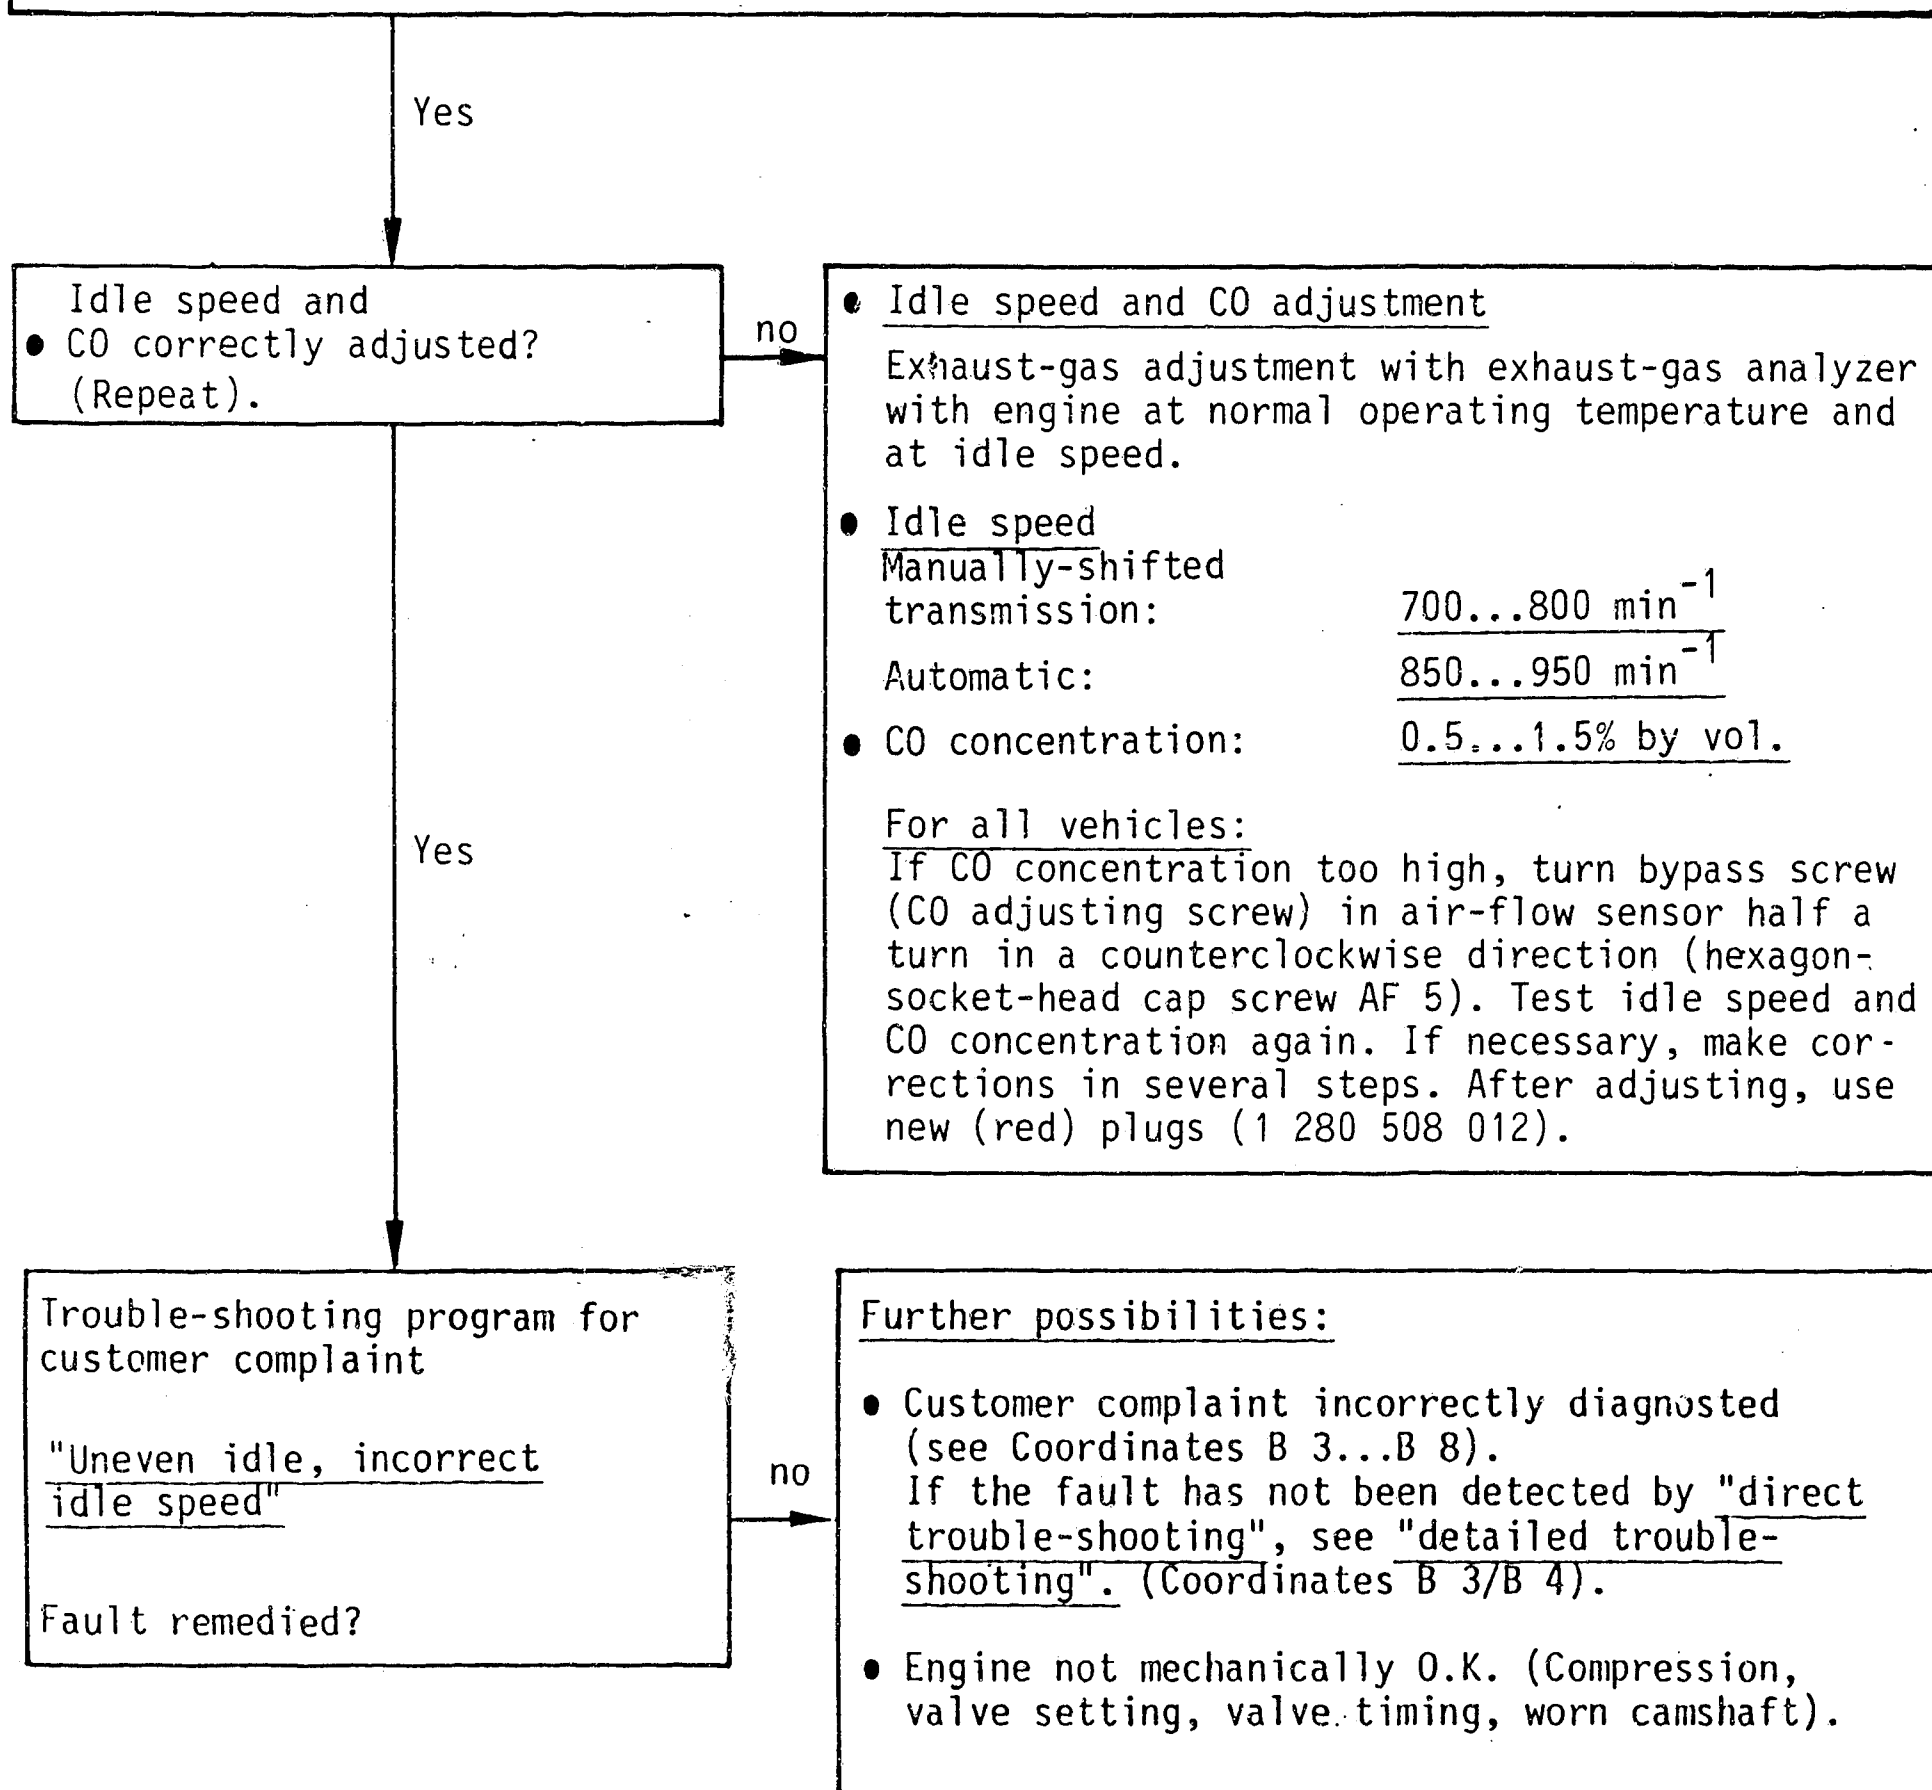 Yes
Idle speed and
● CO correctly adjusted?
(Repeat).
no
● Idle speed and CO adjustment
Exhaust-gas adjustment with exhaust-gas analyzer
with engine at normal operating temperature and
at idle speed.
● Idle speed
Manually-shifted
transmission: 700...800 min⁻¹
Automatic: 850...950 min⁻¹
● CO concentration: 0.5...1.5% by vol.
For all vehicles:
If CO concentration too high, turn bypass screw
(CO adjusting screw) in air-flow sensor half a
turn in a counterclockwise direction (hexagon-
socket-head cap screw AF 5). Test idle speed and
CO concentration again. If necessary, make cor-
rections in several steps. After adjusting, use
new (red) plugs (1 280 508 012).
Yes
Trouble-shooting program for
customer complaint
"Uneven idle, incorrect
idle speed"
Fault remedied?
no
Further possibilities:
● Customer complaint incorrectly diagnosted
(see Coordinates B 3...B 8).
If the fault has not been detected by "direct
trouble-shooting", see "detailed trouble-
shooting". (Coordinates B 3/B 4).
● Engine not mechanically O.K. (Compression,
valve setting, valve timing, worn camshaft).